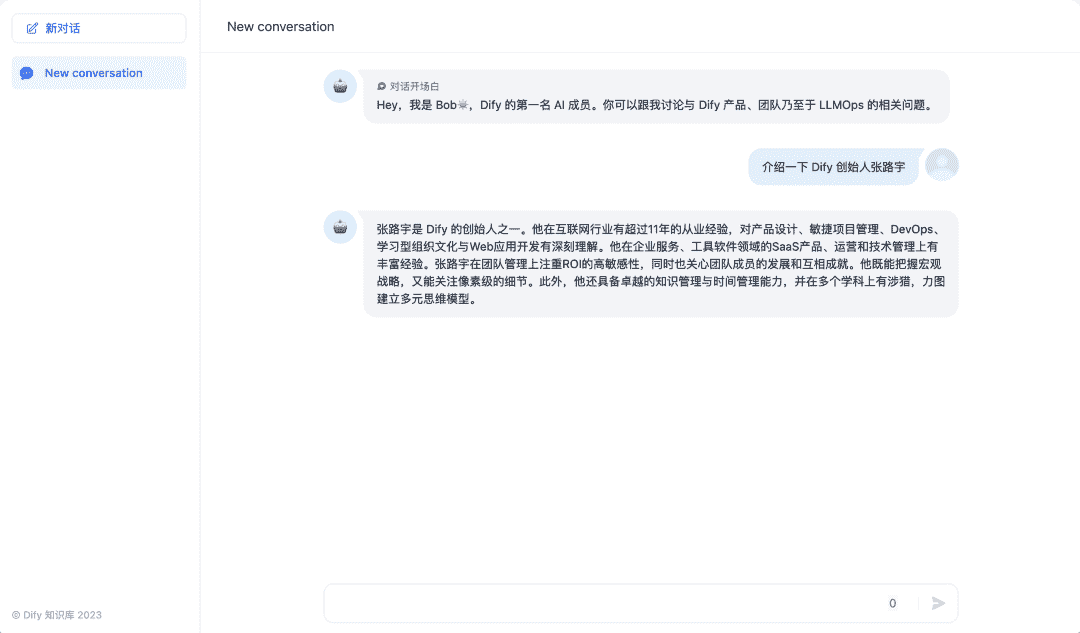 新对话
New conversation
© Dify 知识库 2023
New conversation
对话开场白
Hey，我是 Bob☀️，Dify 的第一名 AI 成员。你可以跟我讨论与 Dify 产品、团队乃至于 LLMOps 的相关问题。
介绍一下 Dify 创始人张路宇
张路宇是 Dify 的创始人之一。他在互联网行业有超过11年的从业经验，对产品设计、敏捷项目管理、DevOps、
学习型组织文化与Web应用开发有深刻理解。他在企业服务、工具软件领域的SaaS产品、运营和技术管理上有
丰富经验。张路宇在团队管理上注重ROI的高敏感性，同时也关心团队成员的发展和互相成就。他既能把握宏观
战略，又能关注像素级的细节。此外，他还具备卓越的知识管理与时间管理能力，并在多个学科上有涉猎，力图
建立多元思维模型。
0